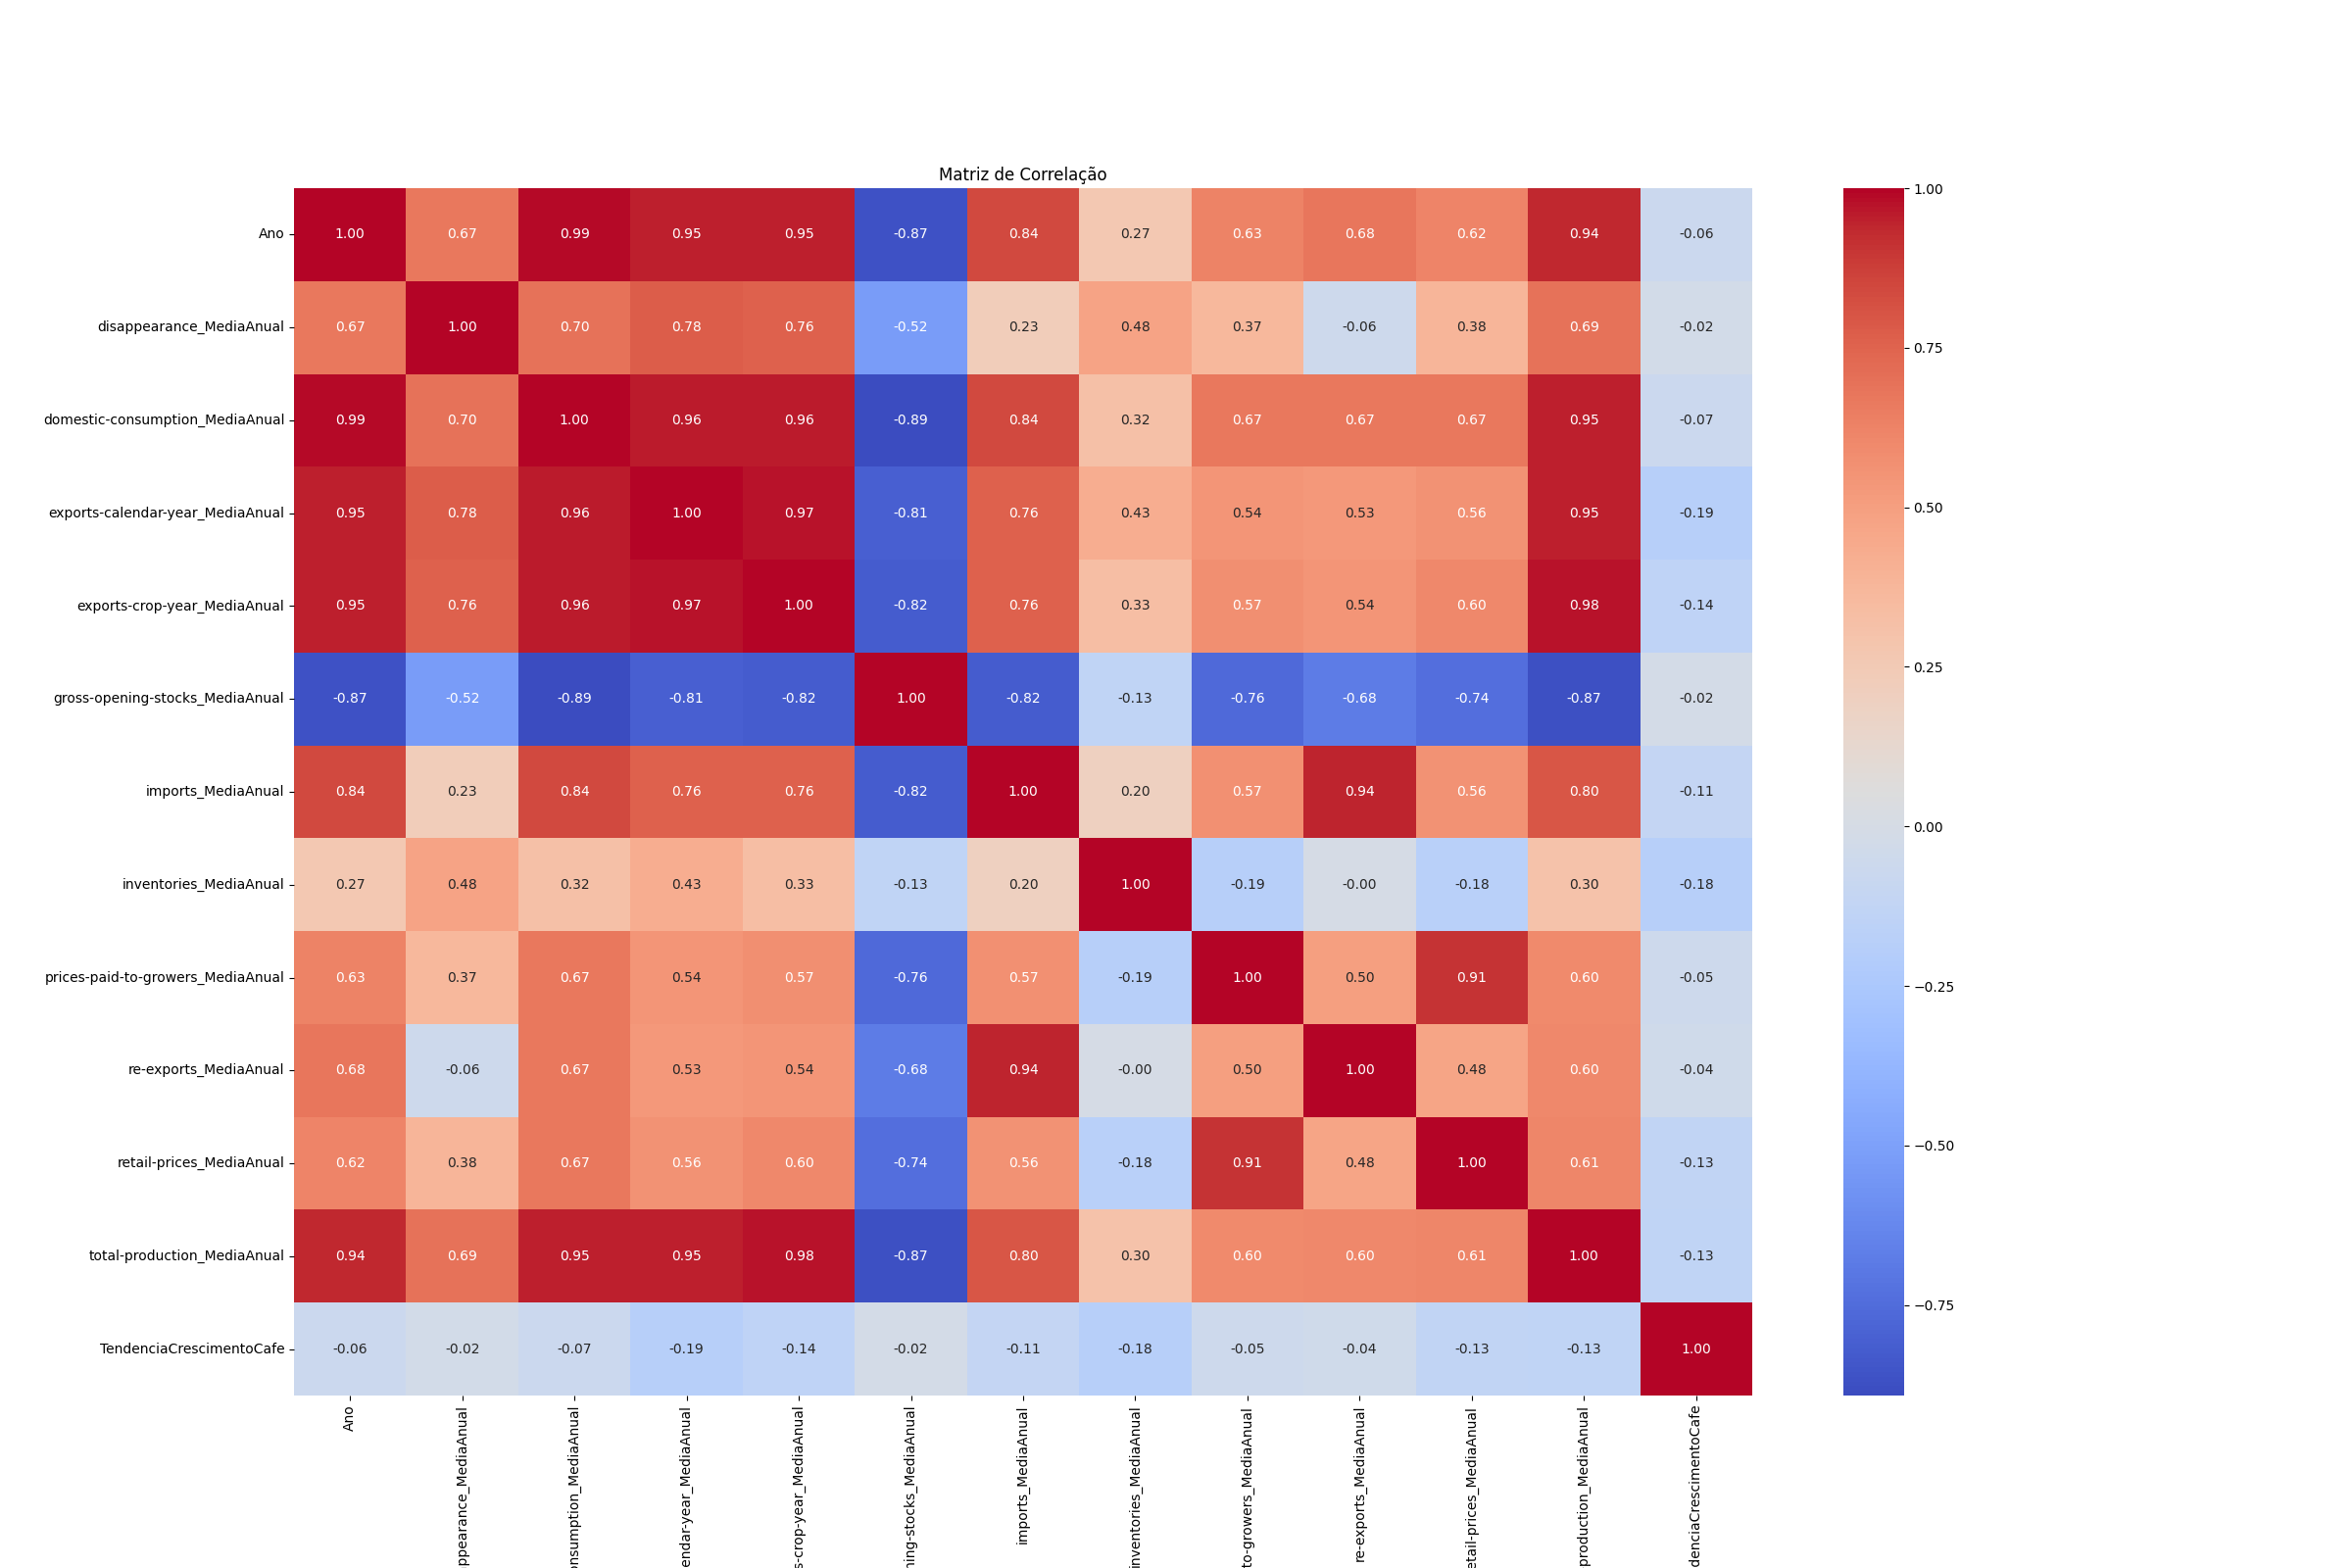 Matriz de Correlação
Ano 1.00 0.67 0.99 0.95 0.95 -0.87 0.84 0.27 0.63 0.68 0.62 0.94 -0.06
disappearance_MediaAnual 0.67 1.00 0.70 0.78 0.76 -0.52 0.23 0.48 0.37 -0.06 0.38 0.69 -0.02
domestic-consumption_MediaAnual 0.99 0.70 1.00 0.96 0.96 -0.89 0.84 0.32 0.67 0.67 0.67 0.95 -0.07
exports-calendar-year_MediaAnual 0.95 0.78 0.96 1.00 0.97 -0.81 0.76 0.43 0.54 0.53 0.56 0.95 -0.19
exports-crop-year_MediaAnual 0.95 0.76 0.96 0.97 1.00 -0.82 0.76 0.33 0.57 0.54 0.60 0.98 -0.14
gross-opening-stocks_MediaAnual -0.87 -0.52 -0.89 -0.81 -0.82 1.00 -0.82 -0.13 -0.76 -0.68 -0.74 -0.87 -0.02
imports_MediaAnual 0.84 0.23 0.84 0.76 0.76 -0.82 1.00 0.20 0.57 0.94 0.56 0.80 -0.11
inventories_MediaAnual 0.27 0.48 0.32 0.43 0.33 -0.13 0.20 1.00 -0.19 -0.00 -0.18 0.30 -0.18
prices-paid-to-growers_MediaAnual 0.63 0.37 0.67 0.54 0.57 -0.76 0.57 -0.19 1.00 0.50 0.91 0.60 -0.05
re-exports_MediaAnual 0.68 -0.06 0.67 0.53 0.54 -0.68 0.94 -0.00 0.50 1.00 0.48 0.60 -0.04
retail-prices_MediaAnual 0.62 0.38 0.67 0.56 0.60 -0.74 0.56 -0.18 0.91 0.48 1.00 0.61 -0.13
total-production_MediaAnual 0.94 0.69 0.95 0.95 0.98 -0.87 0.80 0.30 0.60 0.60 0.61 1.00 -0.13
TendenciaCrescimentoCafe -0.06 -0.02 -0.07 -0.19 -0.14 -0.02 -0.11 -0.18 -0.05 -0.04 -0.13 -0.13 1.00
Ano
ppearance_MediaAnual
onsumption_MediaAnual
endar-year_MediaAnual
s-crop-year_MediaAnual
ning-stocks_MediaAnual
imports_MediaAnual
inventories_MediaAnual
to-growers_MediaAnual
re-exports_MediaAnual
etail-prices_MediaAnual
production_MediaAnual
denciaCrescimentoCafe
1.00
0.75
0.50
0.25
0.00
−0.25
−0.50
−0.75